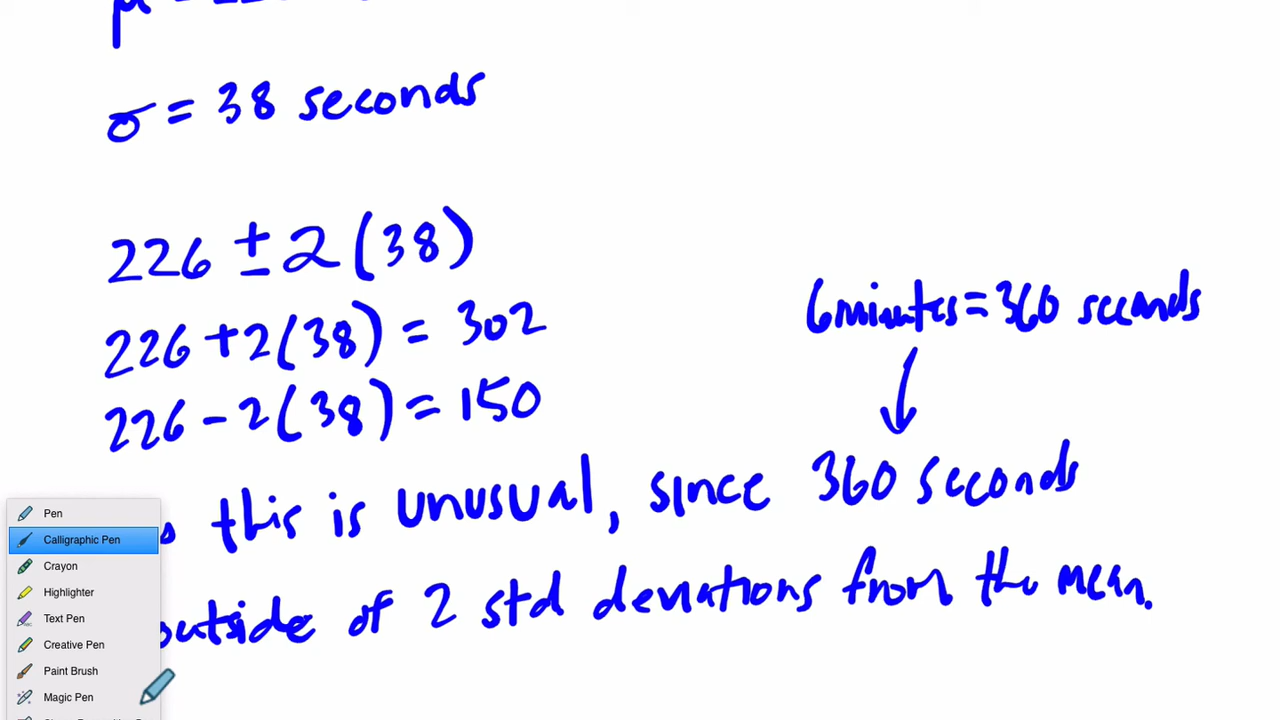 σ = 38 seconds
226 ± 2 (38)
226 + 2 (38) = 302
226 - 2 (38) = 150
6 minutes = 360 seconds
this is unusual, since 360 seconds
outside of 2 std deviations from the mean.
Pen
Calligraphic Pen
Crayon
Highlighter
Text Pen
Creative Pen
Paint Brush
Magic Pen